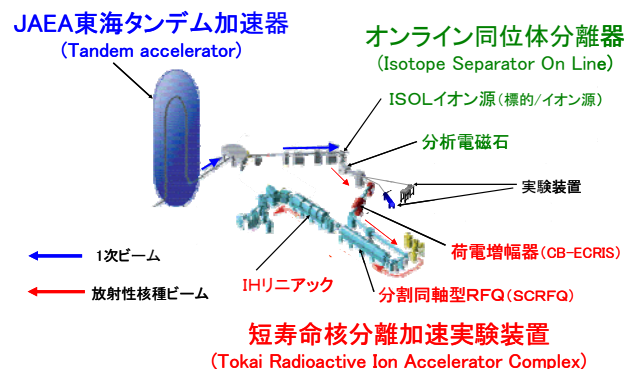 JAEA東海タンデム加速器
(Tandem accelerator)
オンライン同位体分離器
(Isotope Separator On Line)
ISOLイオン源(標的/イオン源)
分析電磁石
実験装置
荷電増幅器(CB-ECRIS)
1次ビーム
放射性核種ビーム
IHリニアック
分割同軸型RFQ(SCRFQ)
短寿命核分離加速実験装置
(Tokai Radioactive Ion Accelerator Complex)